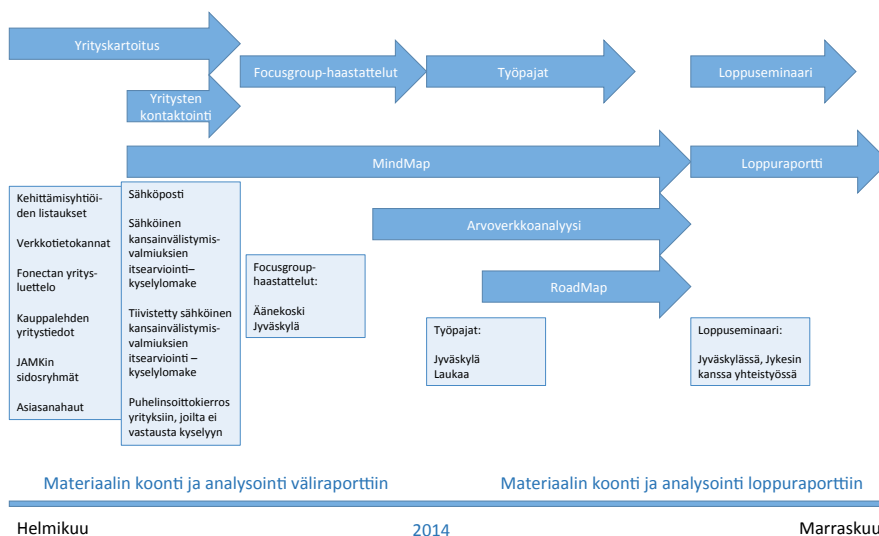 Yrityskartoitus
Focusgroup-haastattelut
Työpajat
Loppuseminaari
Yritysten
kontaktointi
MindMap
Loppuraportti
Kehittämisyhtiöi-
den listaukset
Verkkotietokannat
Fonectan yritys-
luettelo
Kauppalehden
yritystiedot
JAMKin
sidosryhmät
Asiasanahaut
Sähköposti
Sähköinen
kansainvälistymis-
valmiuksien
itsearviointi–
kyselylomake
Tiivistetty sähköinen
kansainvälistymis-
valmiuksien
itsearviointi –
kyselylomake
Puhelinsoittokierros
yrityksiin, joilta ei
vastausta kyselyyn
Arvoverkkoanalyysi
Focusgroup-
haastattelut:
Äänekoski
Jyväskylä
RoadMap
Työpajat:
Jyväskylä
Laukaa
Loppuseminaari:
Jyväskylässä, Jykesin
kanssa yhteistyössä
Materiaalin koonti ja analysointi väliraporttiin
Materiaalin koonti ja analysointi loppuraporttiin
Helmikuu
2014
Marraskuu